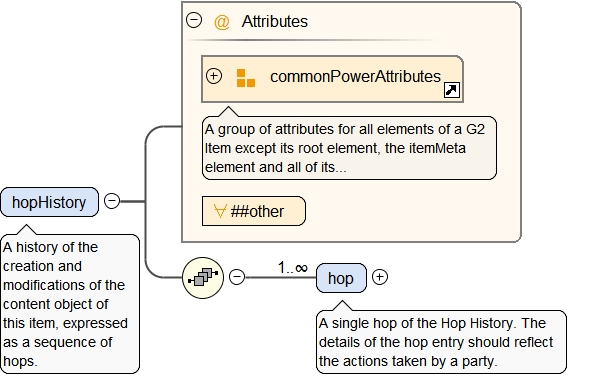 @ Attributes
commonPowerAttributes
A group of attributes for all elements of a G2
Item except its root element, the itemMeta
element and all of its...
##other
hopHistory
A history of the
creation and
modifications of the
content object of
this item, expressed
as a sequence of
hops.
1..∞
hop
A single hop of the Hop History. The
details of the hop entry should reflect
the actions taken by a party.